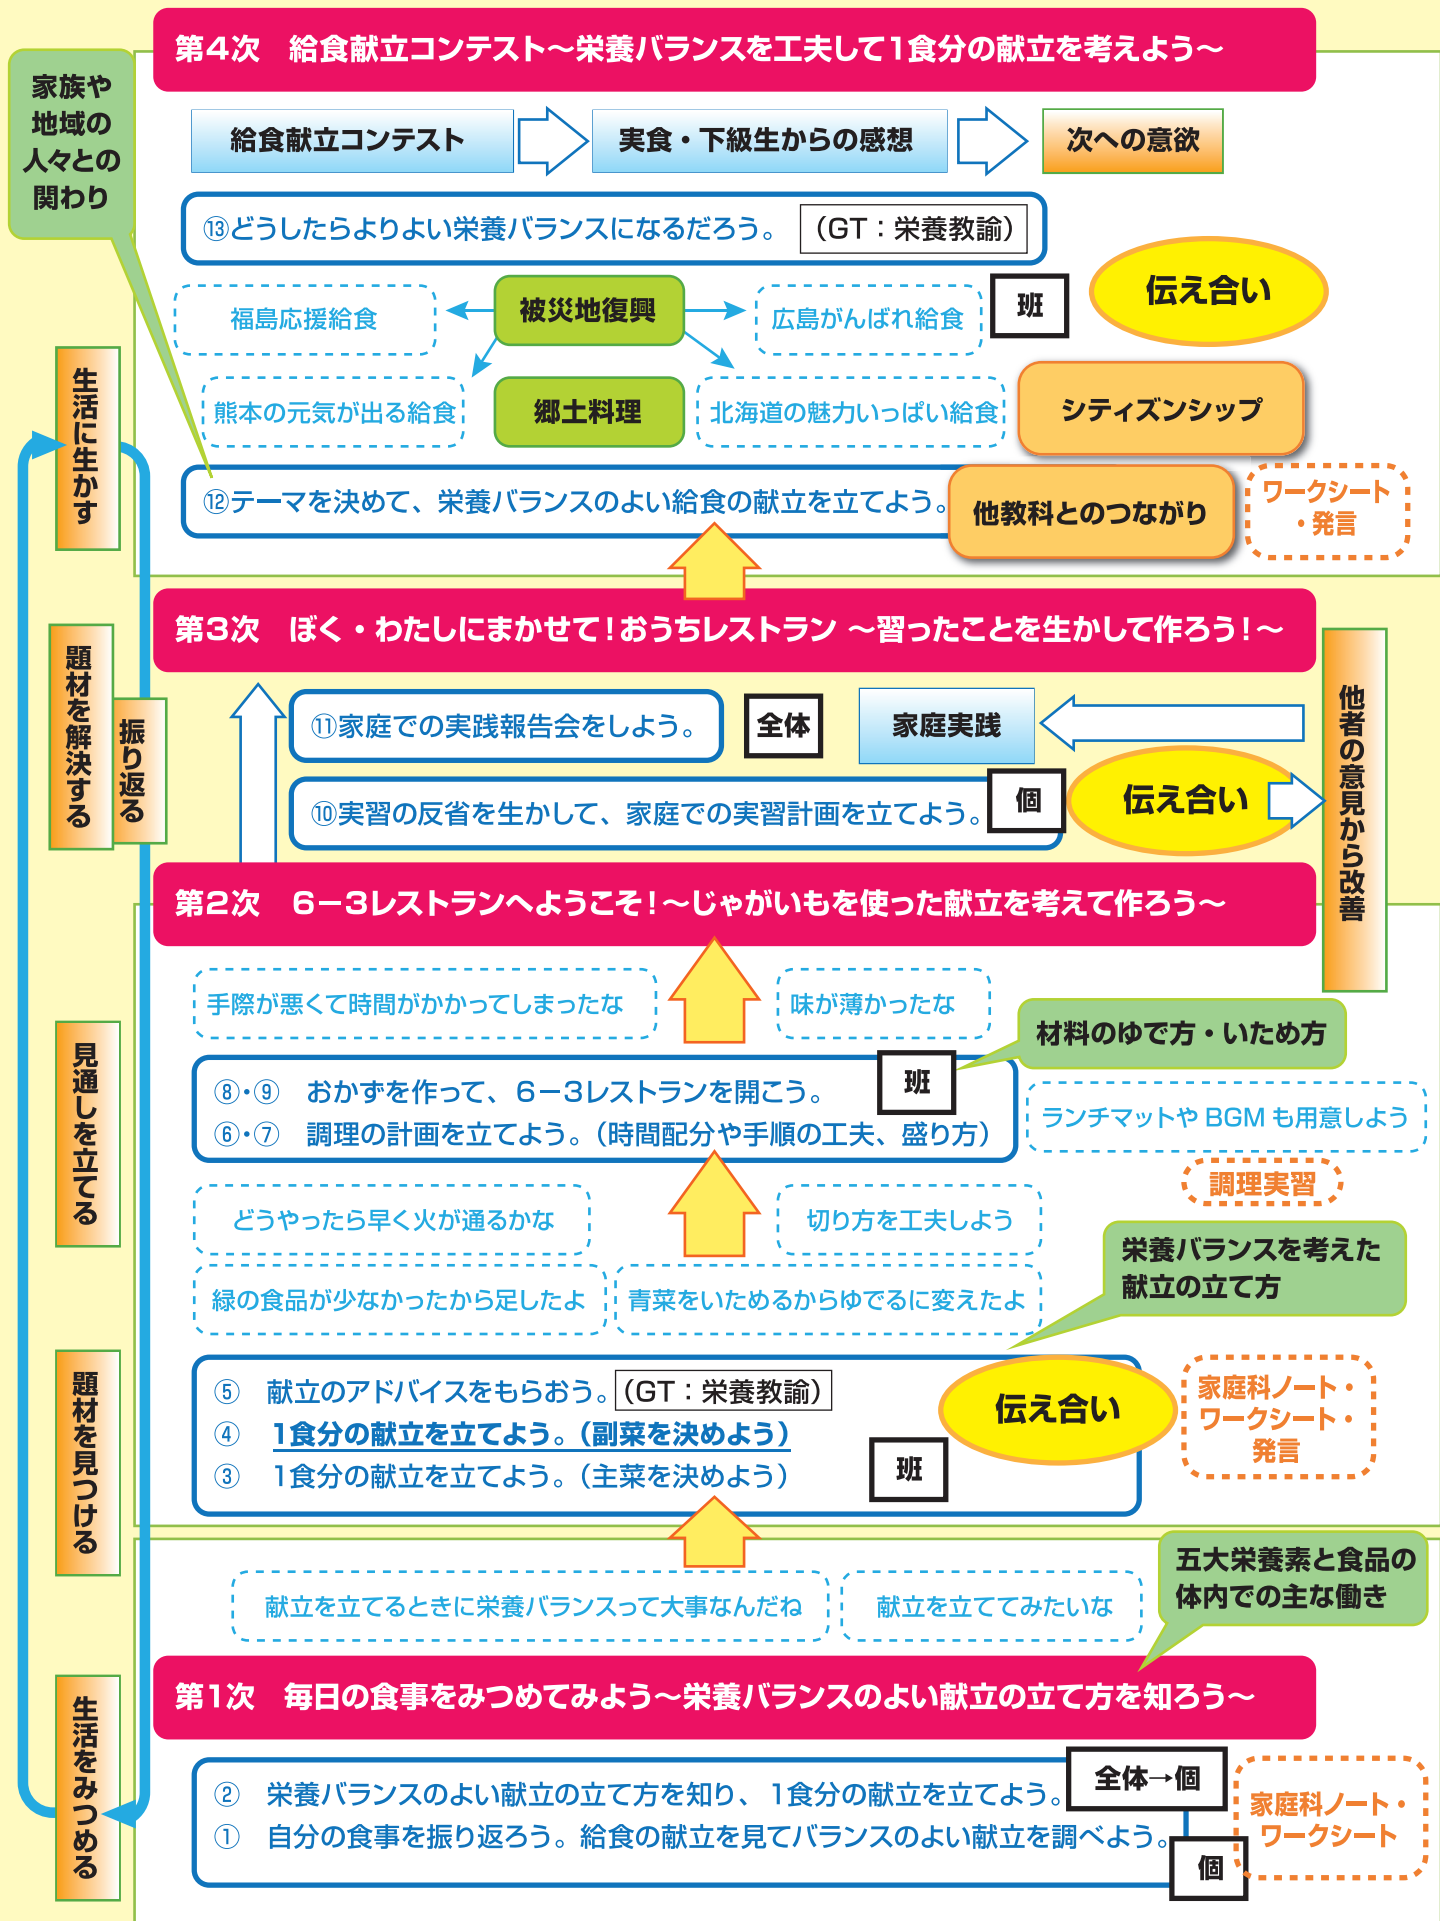 第4次　給食献立コンテスト～栄養バランスを工夫して1食分の献立を考えよう～
家族や
地域の
人々との
関わり
給食献立コンテスト
実食・下級生からの感想
次への意欲
⑬どうしたらよりよい栄養バランスになるだろう。
（GT：栄養教諭）
伝え合い
福島応援給食
被災地復興
広島がんばれ給食
班
熊本の元気が出る給食
郷土料理
北海道の魅力いっぱい給食
シティズンシップ
⑫テーマを決めて、栄養バランスのよい給食の献立を立てよう。
他教科とのつながり
ワークシート
・発言
生活に生かす
第3次　ぼく・わたしにまかせて！おうちレストラン ～習ったことを生かして作ろう！～
題材を解決する
振り返る
⑪家庭での実践報告会をしよう。
全体
家庭実践
⑩実習の反省を生かして、家庭での実習計画を立てよう。
個
伝え合い
他者の意見から改善
第2次　6－3レストランへようこそ！～じゃがいもを使った献立を考えて作ろう～
手際が悪くて時間がかかってしまったな
味が薄かったな
材料のゆで方・いため方
班
⑧・⑨　おかずを作って、6－3レストランを開こう。
⑥・⑦　調理の計画を立てよう。（時間配分や手順の工夫、盛り方）
ランチマットや BGM も用意しよう
調理実習
見通しを立てる
どうやったら早く火が通るかな
切り方を工夫しよう
栄養バランスを考えた
献立の立て方
緑の食品が少なかったから足したよ
青菜をいためるからゆでるに変えたよ
⑤　献立のアドバイスをもらおう。（GT：栄養教諭）
④　1食分の献立を立てよう。（副菜を決めよう）
③　1食分の献立を立てよう。（主菜を決めよう）
班
伝え合い
家庭科ノート・
ワークシート・
発言
題材を見つける
五大栄養素と食品の
体内での主な働き
献立を立てるときに栄養バランスって大事なんだね
献立を立ててみたいな
第1次　毎日の食事をみつめてみよう～栄養バランスのよい献立の立て方を知ろう～
生活をみつめる
②　栄養バランスのよい献立の立て方を知り、1食分の献立を立てよう。
全体→個
①　自分の食事を振り返ろう。給食の献立を見てバランスのよい献立を調べよう。
個
家庭科ノート・
ワークシート